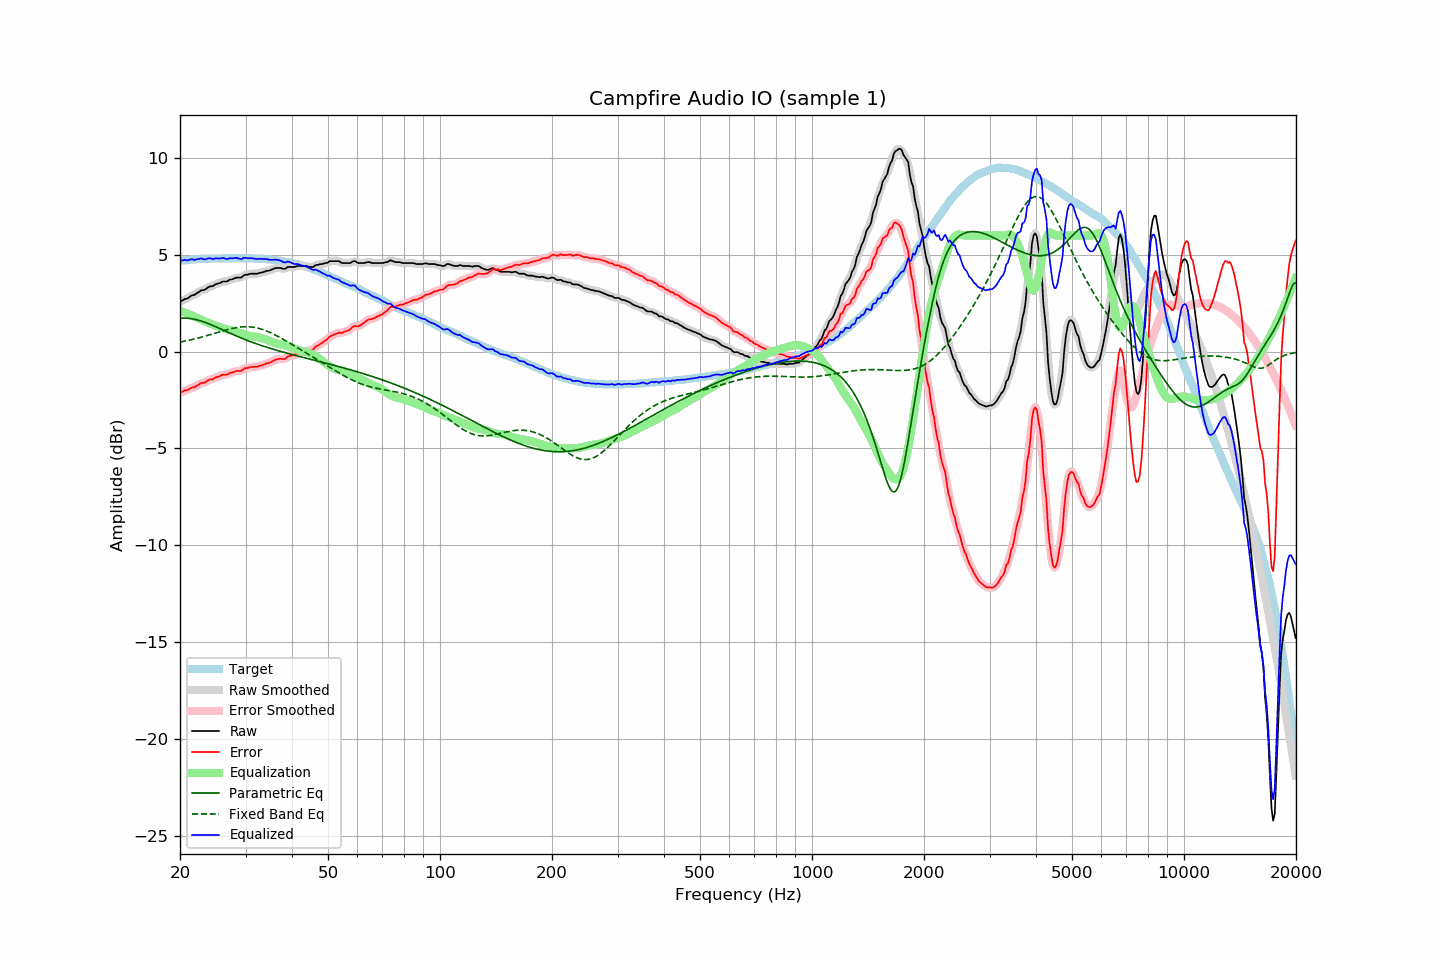 Campfire Audio IO (sample 1)
10
5
0
−5
−10
−15
−20
−25
Amplitude (dBr)
Target
Raw Smoothed
Error Smoothed
Raw
Error
Equalization
Parametric Eq
Fixed Band Eq
Equalized
20 50 100 200 500 1000 2000 5000 10000 20000
Frequency (Hz)